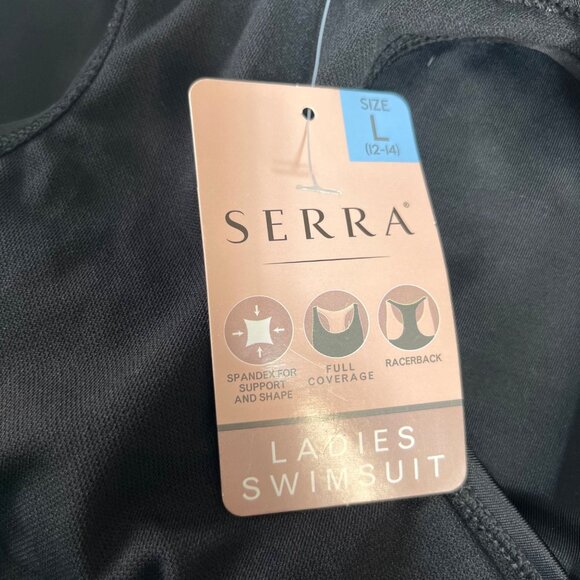 SIZE
L
(12-14)
SERRA®
SPANDEX FOR
SUPPORT
AND SHAPE
FULL
COVERAGE
RACERBACK
LADIES
SWIMSUIT